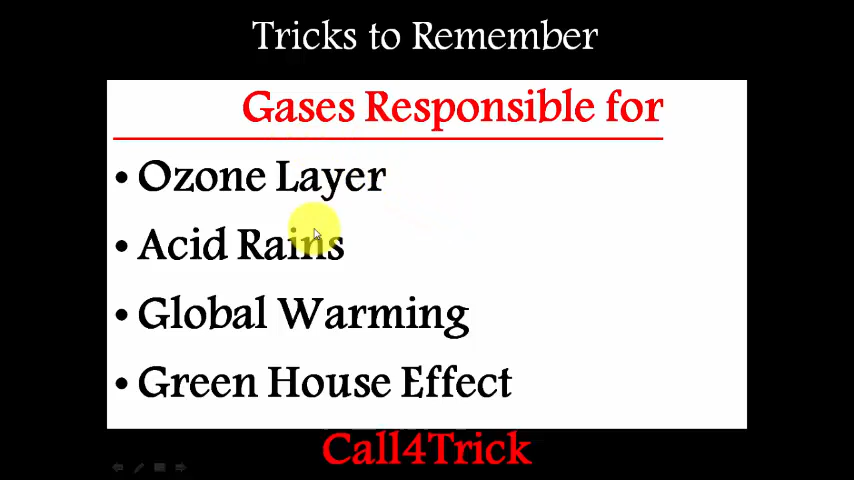 Tricks to Remember
Gases Responsible for
• Ozone Layer
• Acid Rains
• Global Warming
• Green House Effect
Call4Trick